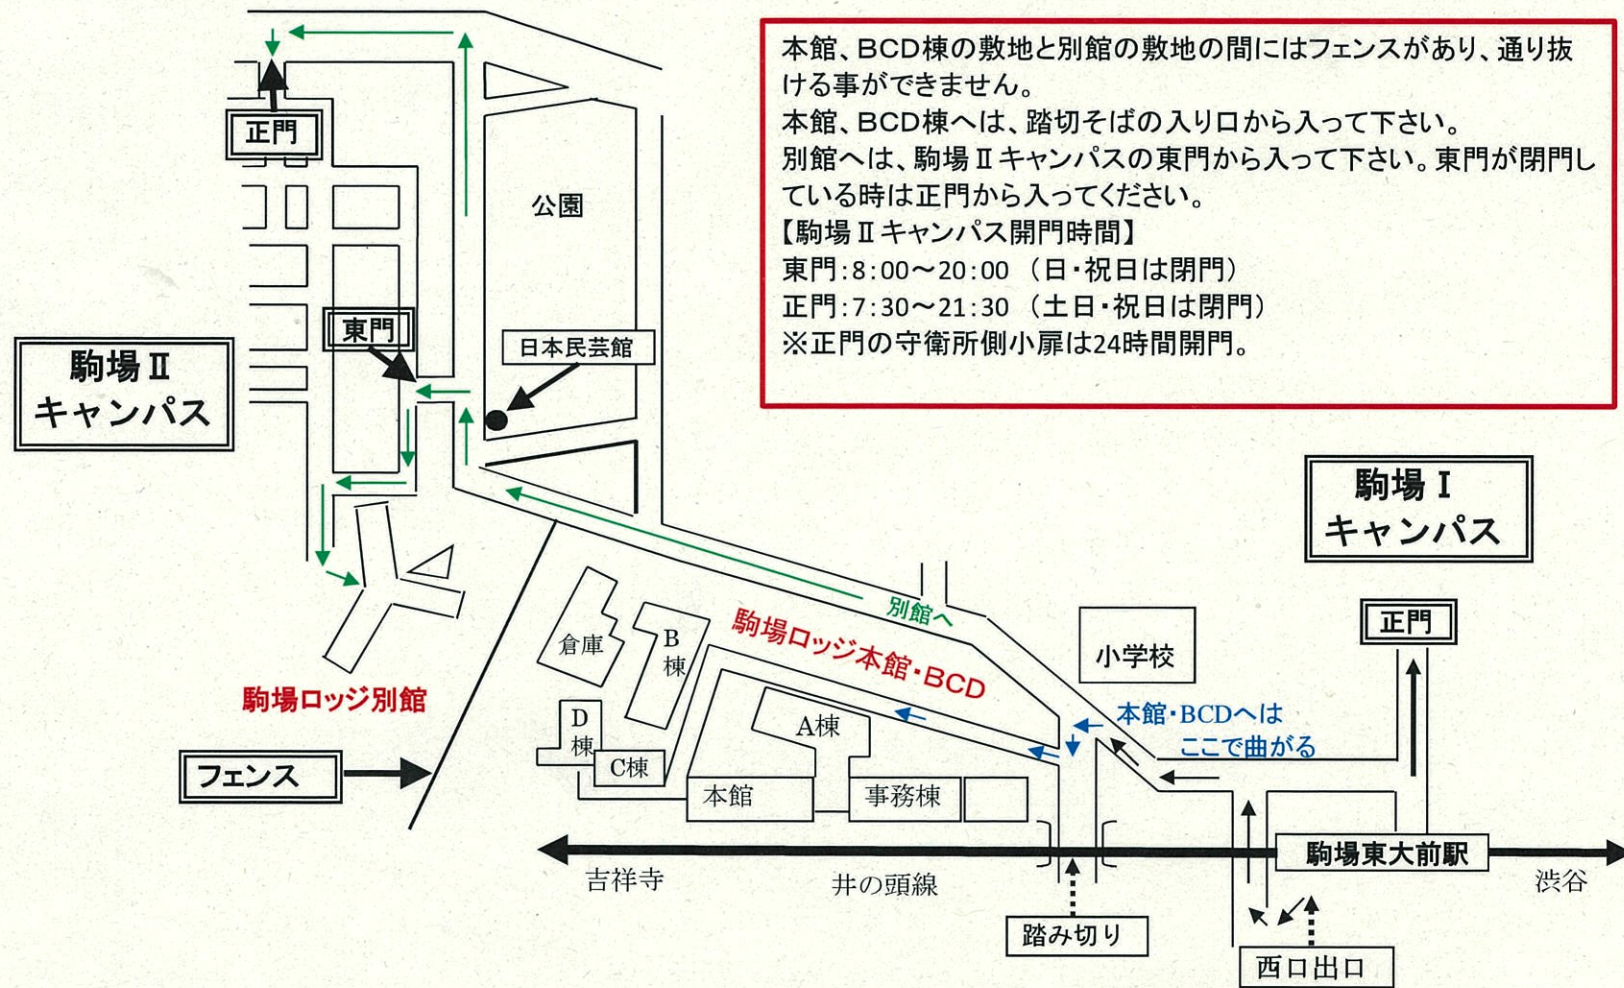 本館、BCD棟の敷地と別館の敷地の間にはフェンスがあり、通り抜
ける事ができません。
本館、BCD棟へは、踏切そばの入り口から入って下さい。
別館へは、駒場Ⅱキャンパスの東門から入って下さい。東門が閉門し
ている時は正門から入ってください。
【駒場Ⅱキャンパス開門時間】
東門:8:00～20:00 (日・祝日は閉門)
正門:7:30～21:30 (土日・祝日は閉門)
※正門の守衛所側小扉は24時間開門。
正門
公園
東門
日本民芸館
駒場Ⅱ
キャンパス
駒場Ⅰ
キャンパス
正門
別館へ
駒場ロッジ本館・BCD
小学校
倉庫
B
棟
駒場ロッジ別館
D
棟
A棟
本館・BCDへは
ここで曲がる
フェンス
C棟
本館
事務棟
駒場東大前駅
吉祥寺
井の頭線
渋谷
踏み切り
西口出口